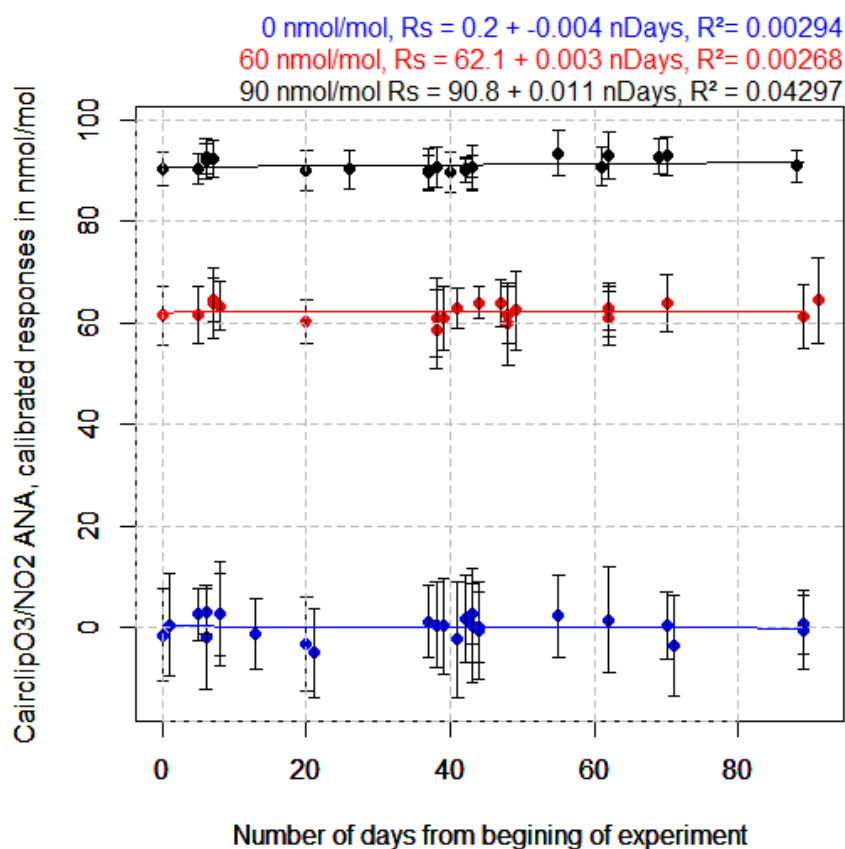 0 nmol/mol, Rs = 0.2 + -0.004 nDays, R²= 0.00294
60 nmol/mol, Rs = 62.1 + 0.003 nDays, R²= 0.00268
90 nmol/mol Rs = 90.8 + 0.011 nDays, R² = 0.04297
CairclipO3/NO2 ANA, calibrated responses in nmol/mol
100
80
60
40
20
0
0 20 40 60 80
Number of days from begining of experiment